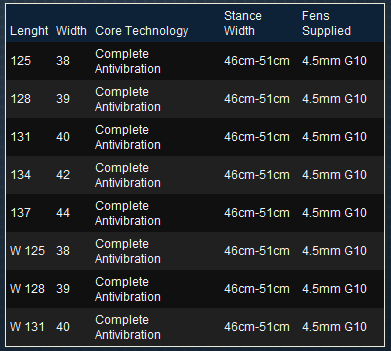 Lenght Width Core Technology Stance Width Fens Supplied
125 38 Complete Antivibration 46cm-51cm 4.5mm G10
128 39 Complete Antivibration 46cm-51cm 4.5mm G10
131 40 Complete Antivibration 46cm-51cm 4.5mm G10
134 42 Complete Antivibration 46cm-51cm 4.5mm G10
137 44 Complete Antivibration 46cm-51cm 4.5mm G10
W 125 38 Complete Antivibration 46cm-51cm 4.5mm G10
W 128 39 Complete Antivibration 46cm-51cm 4.5mm G10
W 131 40 Complete Antivibration 46cm-51cm 4.5mm G10